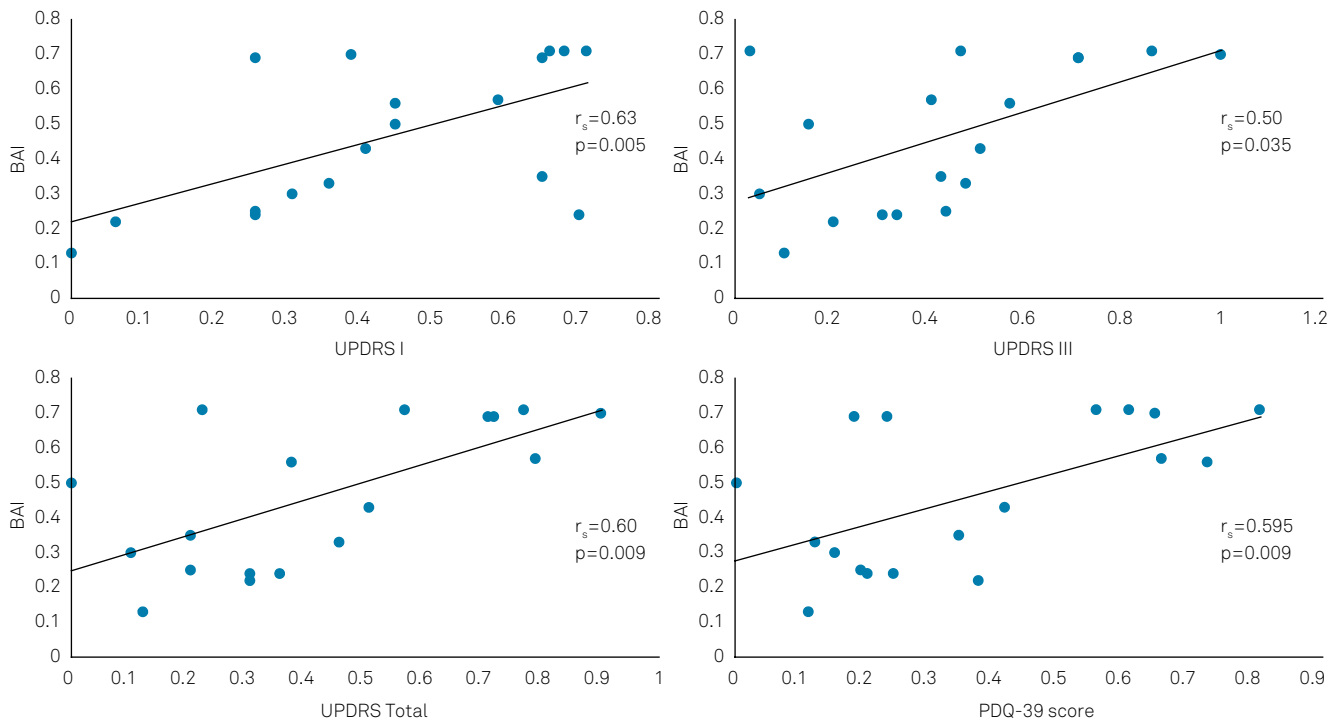 0.8
0.7
0.6
0.5
0.4
0.3
0.2
0.1
0
BAI
0 0.1 0.2 0.3 0.4 0.5 0.6 0.7 0.8
UPDRS I
rs=0.63
p=0.005
0.8
0.7
0.6
0.5
0.4
0.3
0.2
0.1
0
BAI
0 0.2 0.4 0.6 0.8 1 1.2
UPDRS III
rs=0.50
p=0.035
0.8
0.7
0.6
0.5
0.4
0.3
0.2
0.1
0
BAI
0 0.1 0.2 0.3 0.4 0.5 0.6 0.7 0.8 0.9 1
UPDRS Total
rs=0.60
p=0.009
0.8
0.7
0.6
0.5
0.4
0.3
0.2
0.1
0
BAI
0 0.1 0.2 0.3 0.4 0.5 0.6 0.7 0.8 0.9
PDQ-39 score
rs=0.595
p=0.009